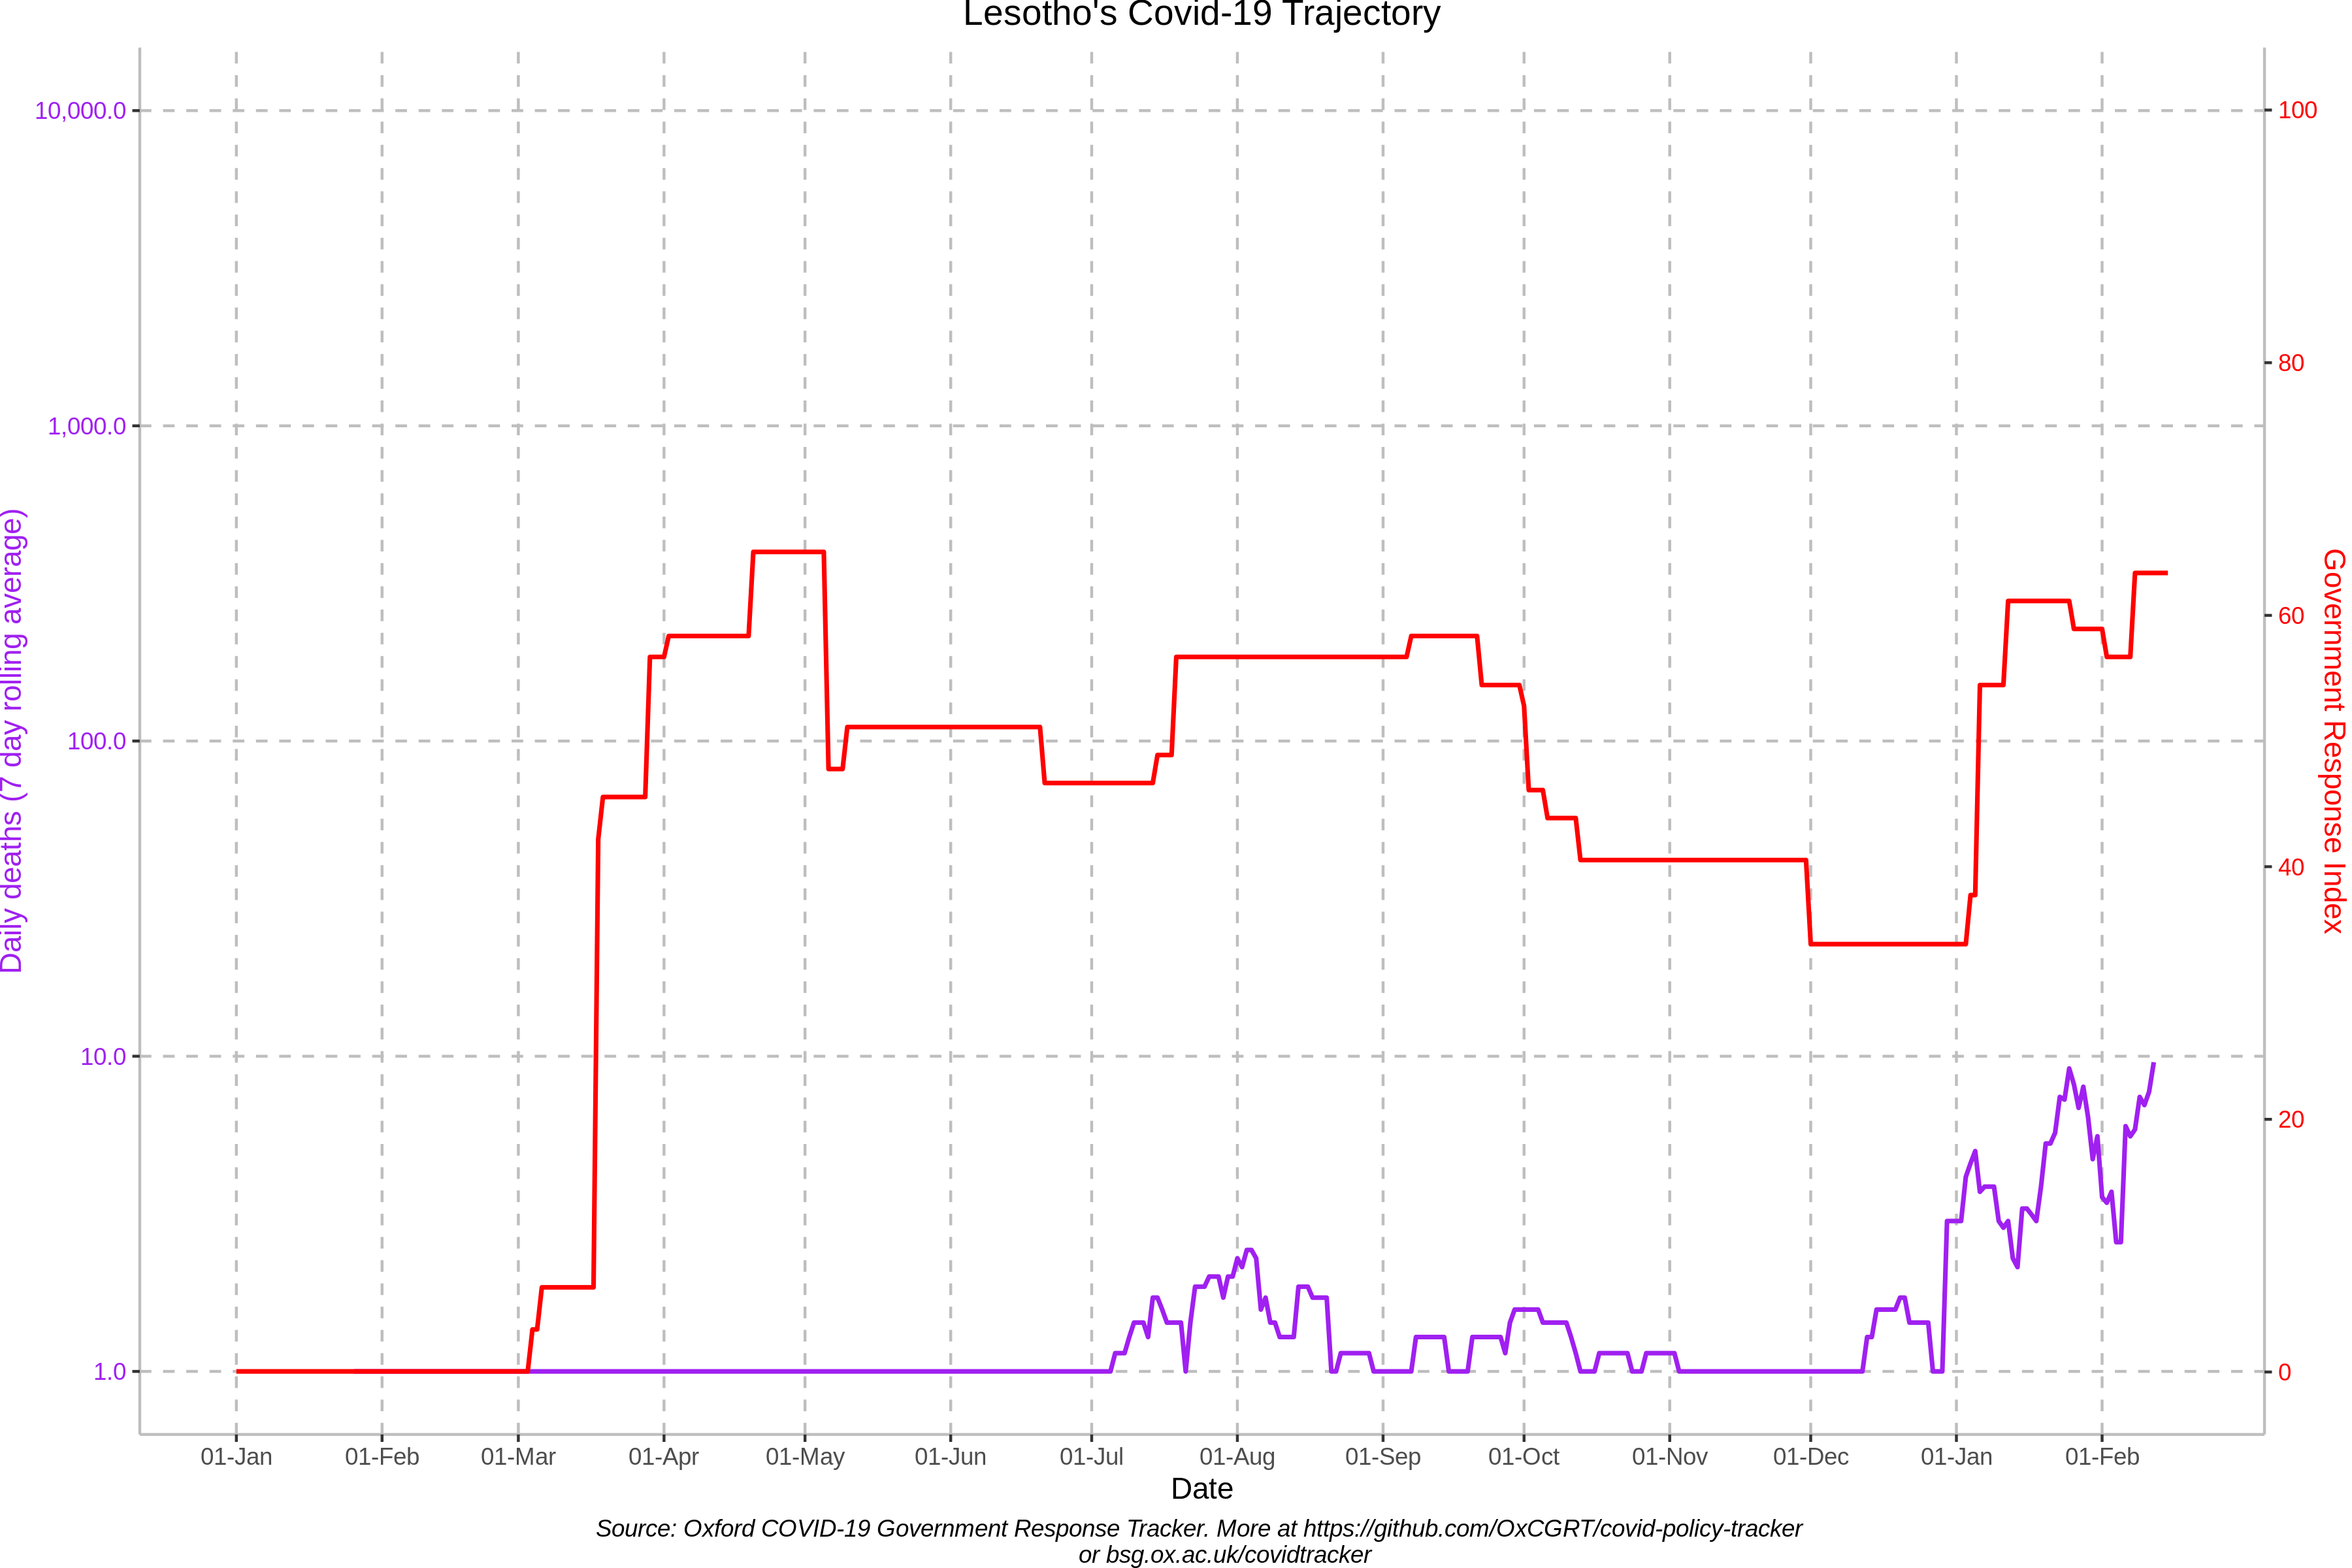 Lesotho's Covid-19 Trajectory
10,000.0
1,000.0
100.0
10.0
1.0
Daily deaths (7 day rolling average)
100
80
60
40
20
0
Government Response Index
01-Jan 01-Feb 01-Mar 01-Apr 01-May 01-Jun 01-Jul 01-Aug 01-Sep 01-Oct 01-Nov 01-Dec 01-Jan 01-Feb
Date
Source: Oxford COVID-19 Government Response Tracker. More at https://github.com/OxCGRT/covid-policy-tracker
or bsg.ox.ac.uk/covidtracker